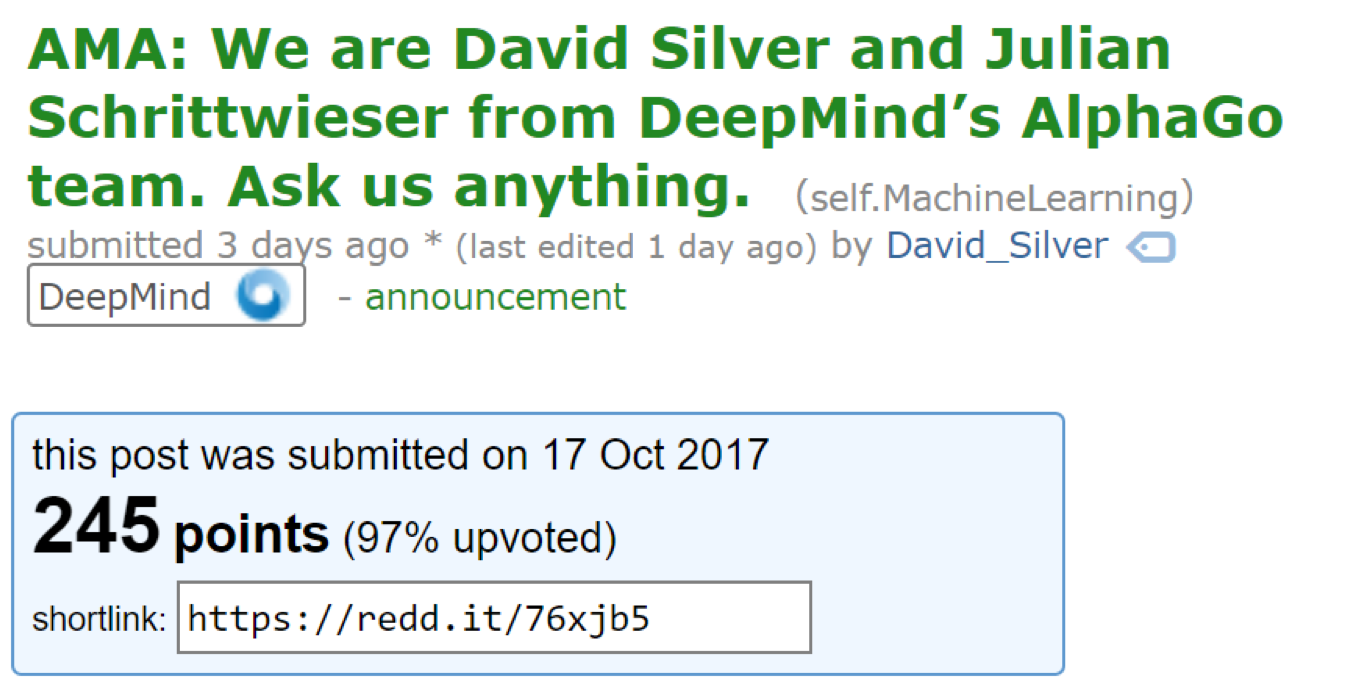 AMA: We are David Silver and Julian
Schrittwieser from DeepMind’s AlphaGo
team. Ask us anything. (self.MachineLearning)
submitted 3 days ago * (last edited 1 day ago) by David_Silver
DeepMind - announcement
this post was submitted on 17 Oct 2017
245 points (97% upvoted)
shortlink: https://redd.it/76xjb5